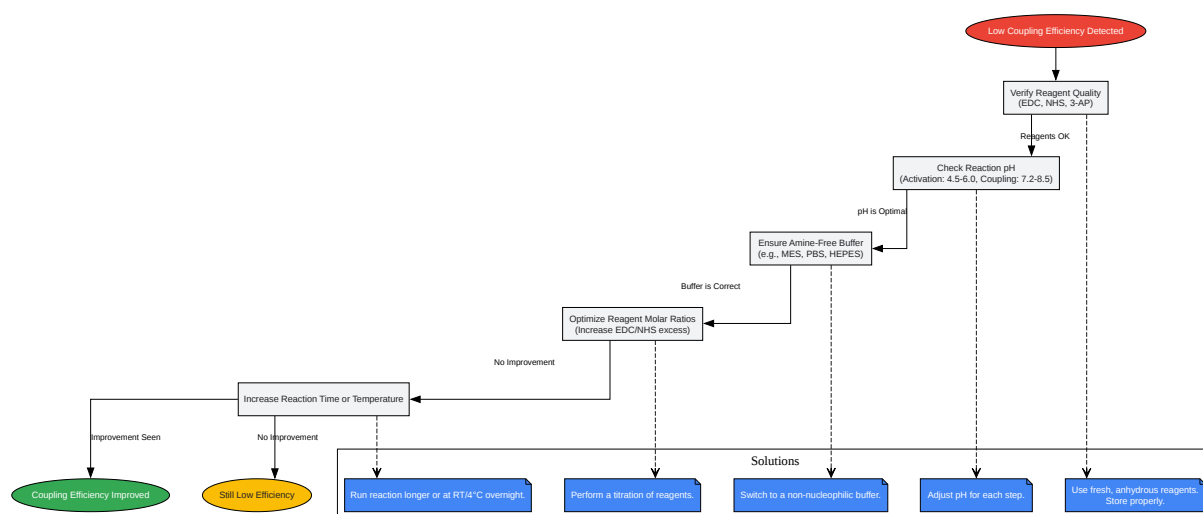 Low Coupling Efficiency Detected
Verify Reagent Quality
(EDC, NHS, 3-AP)
Reagents OK
Check Reaction pH
(Activation: 4.5-6.0, Coupling: 7.2-8.5)
pH is Optimal
Ensure Amine-Free Buffer
(e.g., MES, PBS, HEPES)
Buffer is Correct
Optimize Reagent Molar Ratios
(Increase EDC/NHS excess)
No Improvement
Increase Reaction Time or Temperature
Improvement Seen
No Improvement
Solutions
Coupling Efficiency Improved
Still Low Efficiency
Run reaction longer or at RT/4°C overnight.
Perform a titration of reagents.
Switch to a non-nucleophilic buffer.
Adjust pH for each step.
Use fresh, anhydrous reagents.
Store properly.